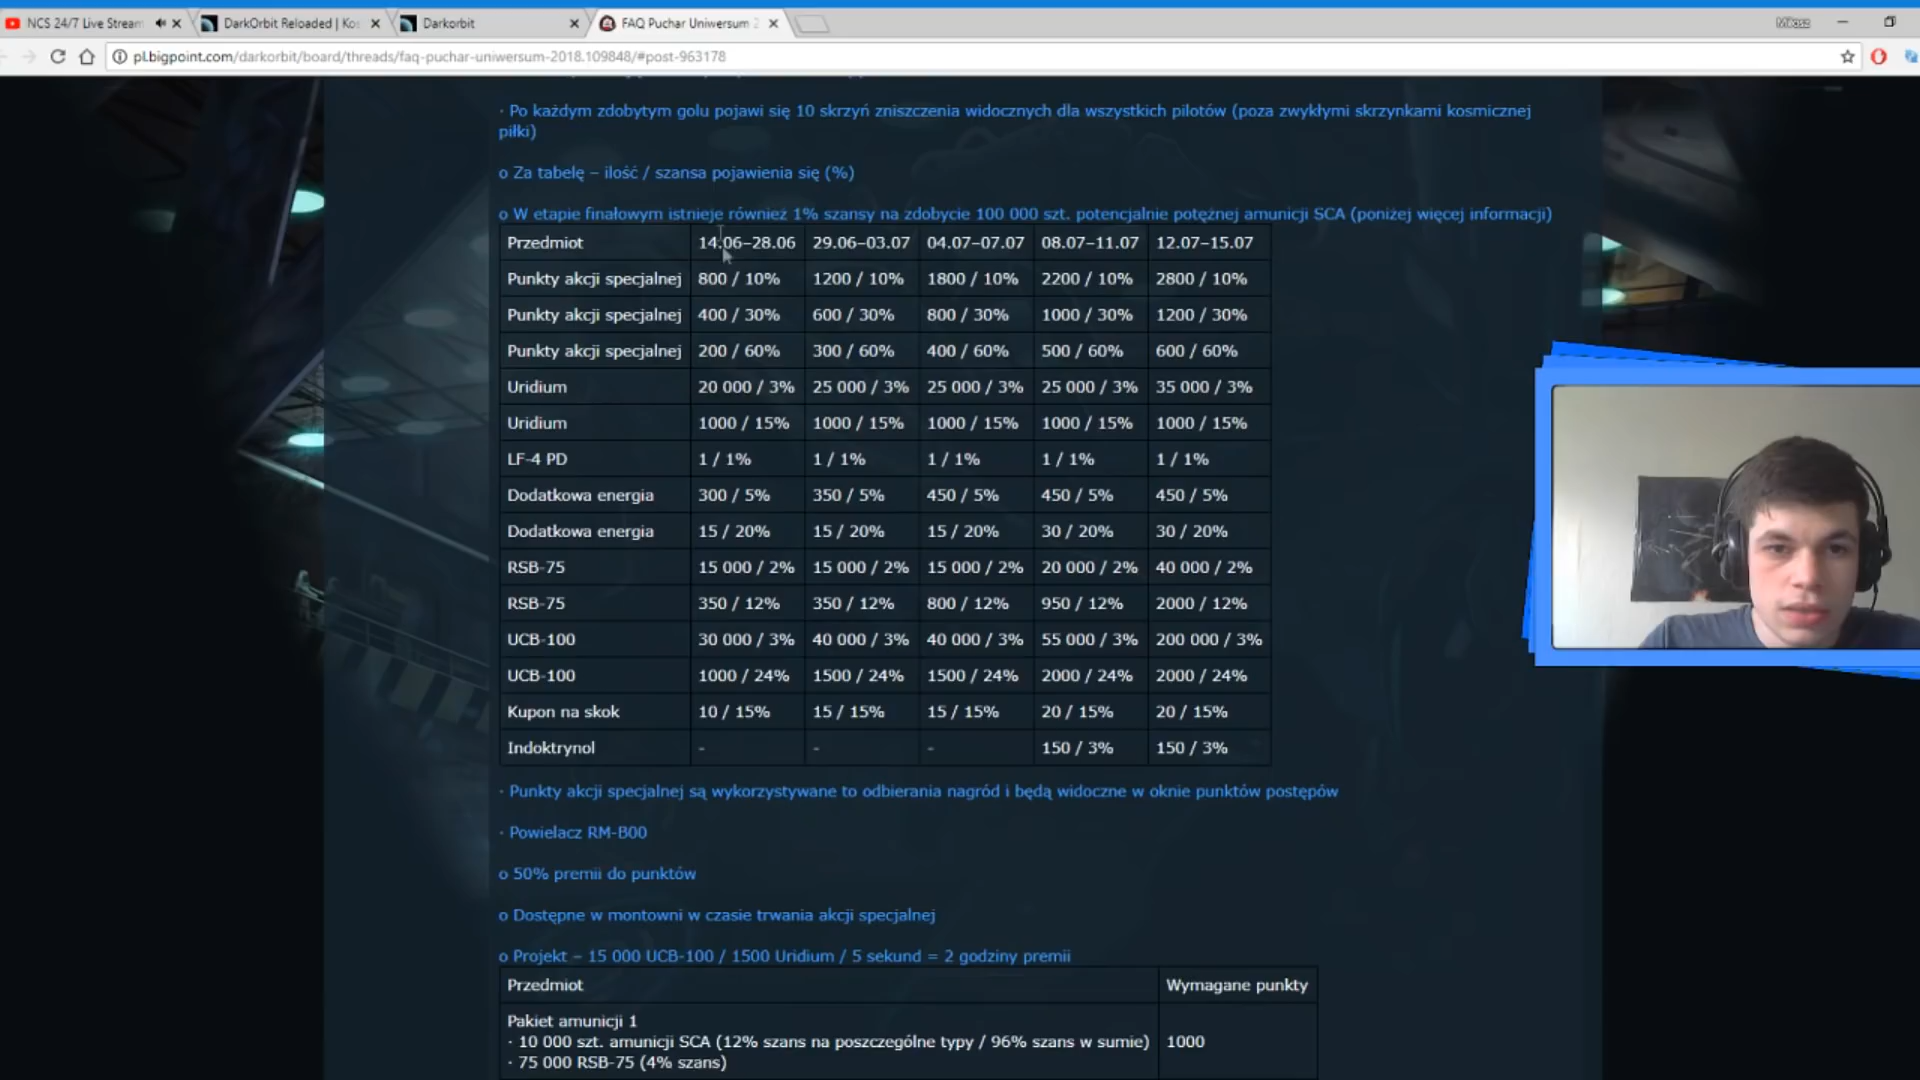 NCS 24/7 Live Stream
DarkOrbit Reloaded | Kos
Darkorbit
FAQ Puchar Uniwersum 2
Miłosz
pl.bigpoint.com/darkorbit/board/threads/faq-puchar-uniwersum-2018.109848/#post-963178
· Po każdym zdobytym golu pojawi się 10 skrzyń zniszczenia widocznych dla wszystkich pilotów (poza zwykłymi skrzynkami kosmicznej
piłki)
o Za tabelę – ilość / szansa pojawienia się (%)
o W etapie finałowym istnieje również 1% szansy na zdobycie 100 000 szt. potencjalnie potężnej amunicji SCA (poniżej więcej informacji)
Przedmiot 14.06–28.06 29.06–03.07 04.07–07.07 08.07–11.07 12.07–15.07
Punkty akcji specjalnej 800 / 10% 1200 / 10% 1800 / 10% 2200 / 10% 2800 / 10%
Punkty akcji specjalnej 400 / 30% 600 / 30% 800 / 30% 1000 / 30% 1200 / 30%
Punkty akcji specjalnej 200 / 60% 300 / 60% 400 / 60% 500 / 60% 600 / 60%
Uridium 20 000 / 3% 25 000 / 3% 25 000 / 3% 25 000 / 3% 35 000 / 3%
Uridium 1000 / 15% 1000 / 15% 1000 / 15% 1000 / 15% 1000 / 15%
LF-4 PD 1 / 1% 1 / 1% 1 / 1% 1 / 1% 1 / 1%
Dodatkowa energia 300 / 5% 350 / 5% 450 / 5% 450 / 5% 450 / 5%
Dodatkowa energia 15 / 20% 15 / 20% 15 / 20% 30 / 20% 30 / 20%
RSB-75 15 000 / 2% 15 000 / 2% 15 000 / 2% 20 000 / 2% 40 000 / 2%
RSB-75 350 / 12% 350 / 12% 800 / 12% 950 / 12% 2000 / 12%
UCB-100 30 000 / 3% 40 000 / 3% 40 000 / 3% 55 000 / 3% 200 000 / 3%
UCB-100 1000 / 24% 1500 / 24% 1500 / 24% 2000 / 24% 2000 / 24%
Kupon na skok 10 / 15% 15 / 15% 15 / 15% 20 / 15% 20 / 15%
Indoktrynol - - - 150 / 3% 150 / 3%
· Punkty akcji specjalnej są wykorzystywane to odbierania nagród i będą widoczne w oknie punktów postępów
· Powielacz RM-B00
o 50% premii do punktów
o Dostępne w montowni w czasie trwania akcji specjalnej
o Projekt – 15 000 UCB-100 / 1500 Uridium / 5 sekund = 2 godziny premii
Przedmiot Wymagane punkty
Pakiet amunicji 1
· 10 000 szt. amunicji SCA (12% szans na poszczególne typy / 96% szans w sumie) 1000
· 75 000 RSB-75 (4% szans)